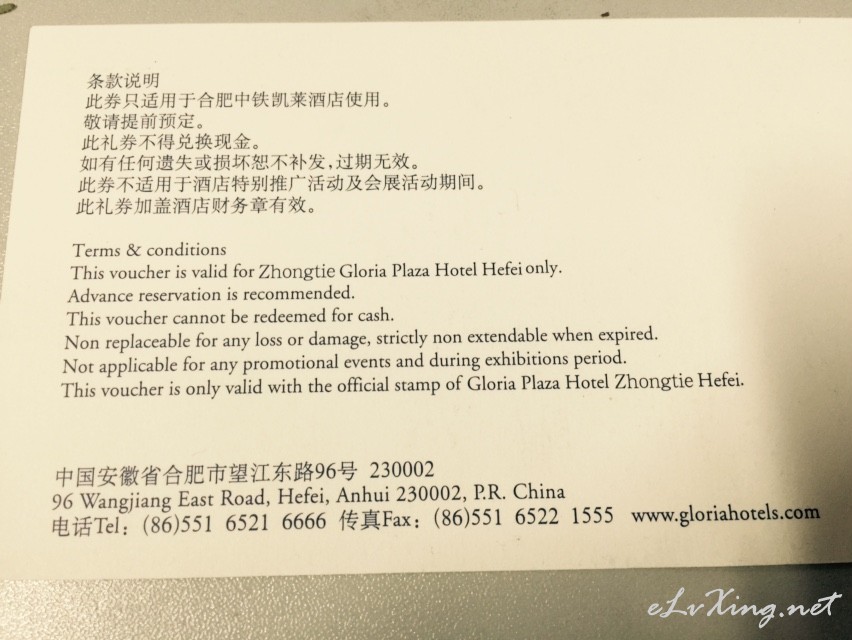 条款说明
此券只适用于合肥中铁凯莱酒店使用。
敬请提前预定。
此礼券不得兑换现金。
如有任何遗失或损坏恕不补发,过期无效。
此券不适用于酒店特别推广活动及会展活动期间。
此礼券加盖酒店财务章有效。
Terms & conditions
This voucher is valid for Zhongtie Gloria Plaza Hotel Hefei only.
Advance reservation is recommended.
This voucher cannot be redeemed for cash.
Non replaceable for any loss or damage, strictly non extendable when expired.
Not applicable for any promotional events and during exhibitions period.
This voucher is only valid with the official stamp of Gloria Plaza Hotel Zhongtie Hefei.
中国安徽省合肥市望江东路96号 230002
96 Wangjiang East Road, Hefei, Anhui 230002, P.R. China
电话Tel: (86)551 6521 6666 传真Fax: (86)551 6522 1555 www.gloriahotels.com
eLvXing.net